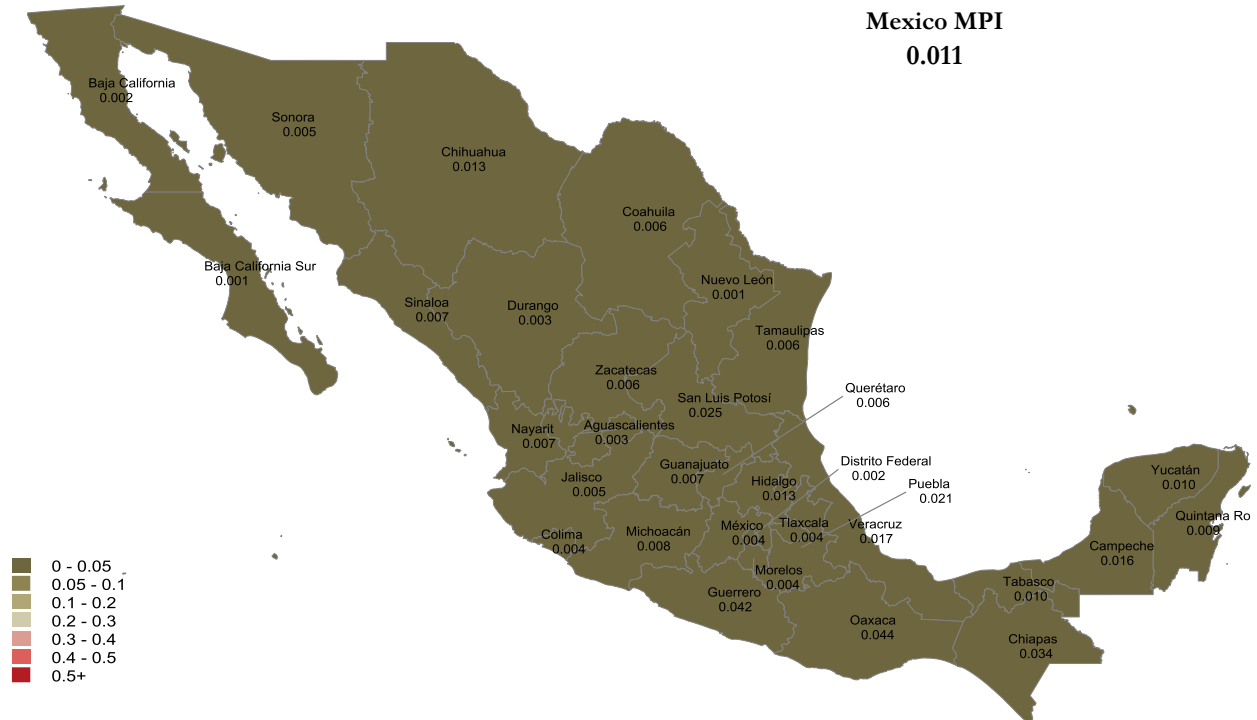 Mexico MPI
0.011
Baja California
0.002
Sonora
0.005
Chihuahua
0.013
Coahuila
0.006
Baja California Sur
0.001
Nuevo León
0.001
Sinaloa
0.007
Durango
0.003
Tamaulipas
0.006
Zacatecas
0.006
San Luis Potosí
0.025
Querétaro
0.006
Nayarit
0.007
Aguascalientes
0.003
Guanajuato
0.007
Distrito Federal
0.002
Jalisco
0.005
Hidalgo
0.013
Puebla
0.021
Yucatán
0.010
Quintana Ro
0.009
Colima
0.004
Michoacán
0.008
México
0.004
Tlaxcala
0.004
Veracruz
0.017
Campeche
0.016
Morelos
0.004
Tabasco
0.010
Guerrero
0.042
Oaxaca
0.044
Chiapas
0.034
0 - 0.05
0.05 - 0.1
0.1 - 0.2
0.2 - 0.3
0.3 - 0.4
0.4 - 0.5
0.5+